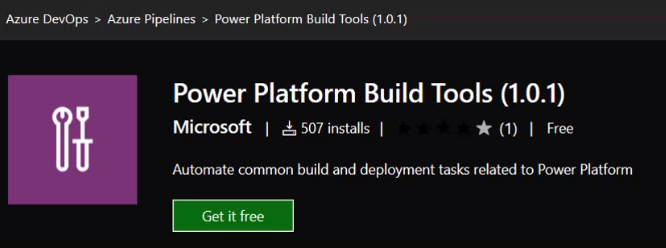 Azure DevOps > Azure Pipelines > Power Platform Build Tools (1.0.1)
Power Platform Build Tools (1.0.1)
Microsoft | 507 installs | (1) | Free
Automate common build and deployment tasks related to Power Platform
Get it free